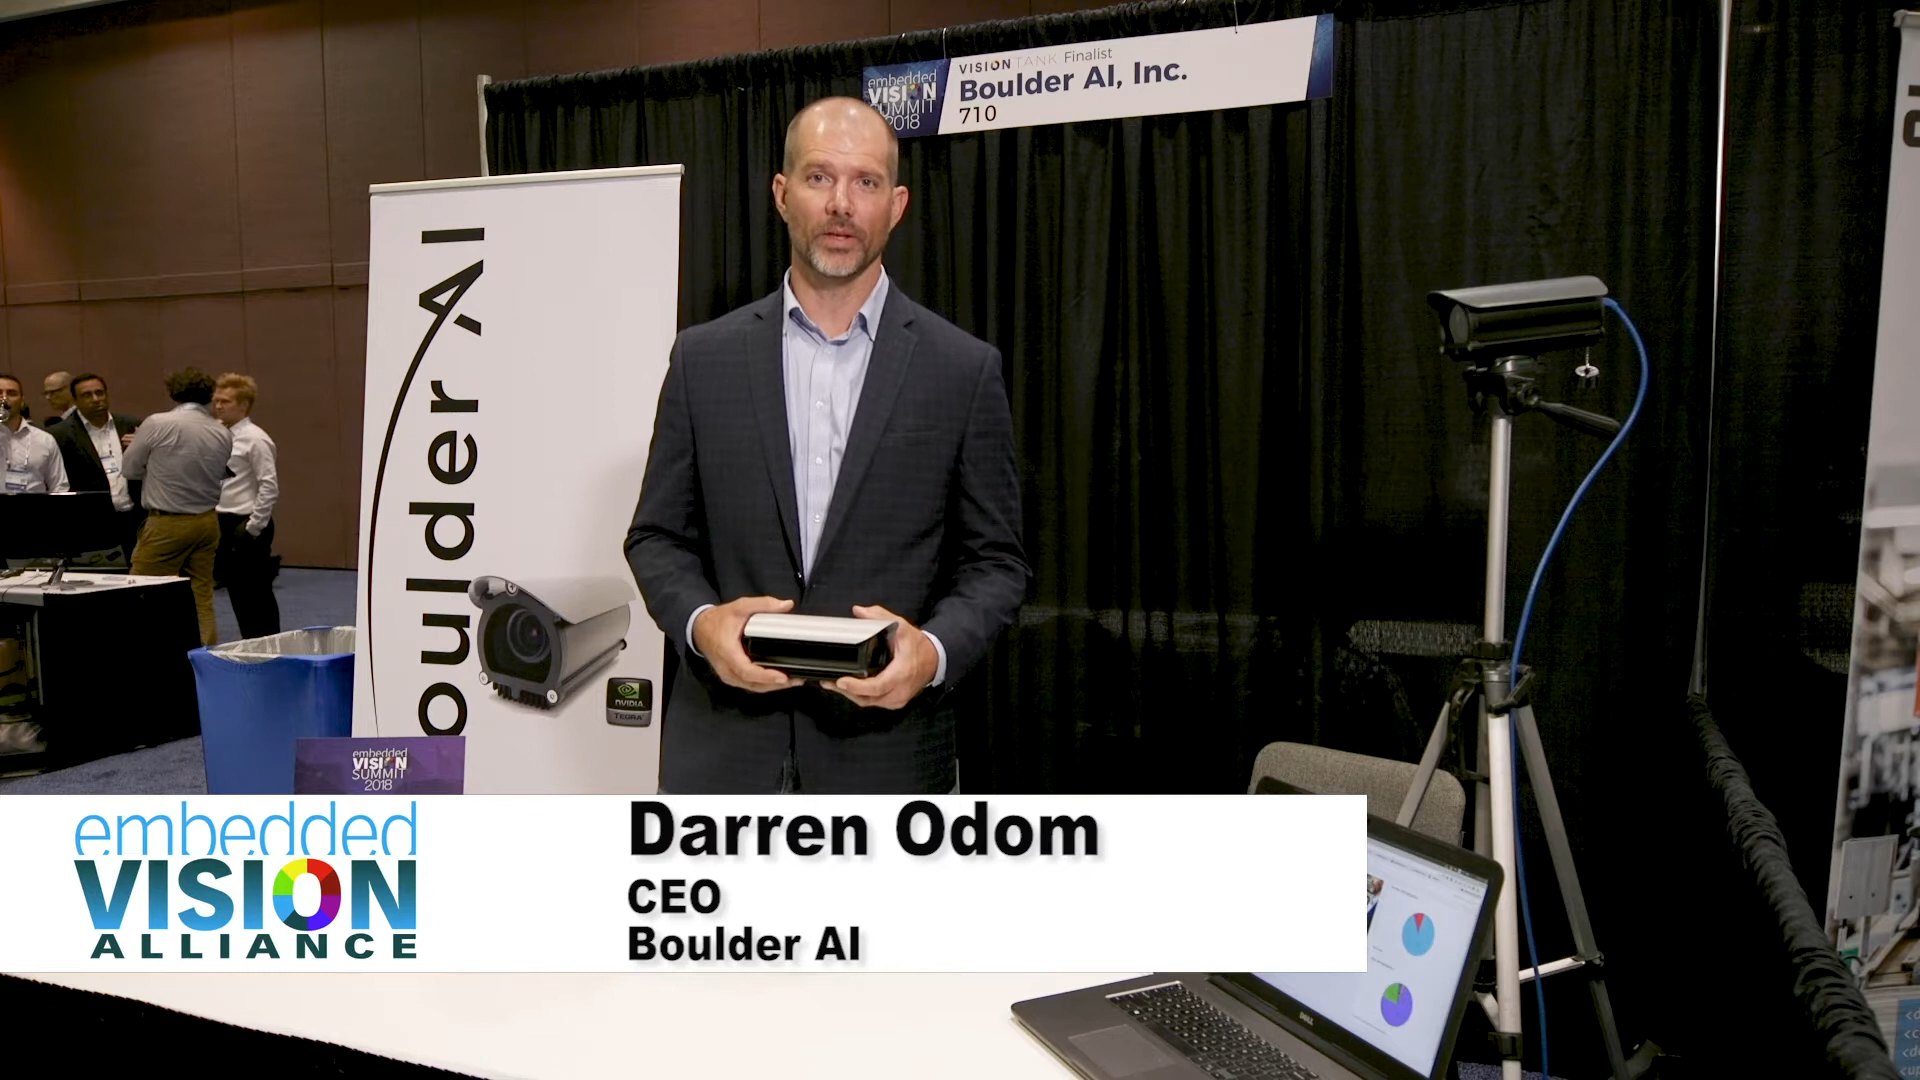 VISION TANK Finalist
Boulder AI, Inc.
710
embedded
VISION
SUMMIT
2018
oulder AI
NVIDIA
TEGRA
embedded
VISION
SUMMIT
2018
embedded
VISION
ALLIANCE
Darren Odom
CEO
Boulder AI
DELL